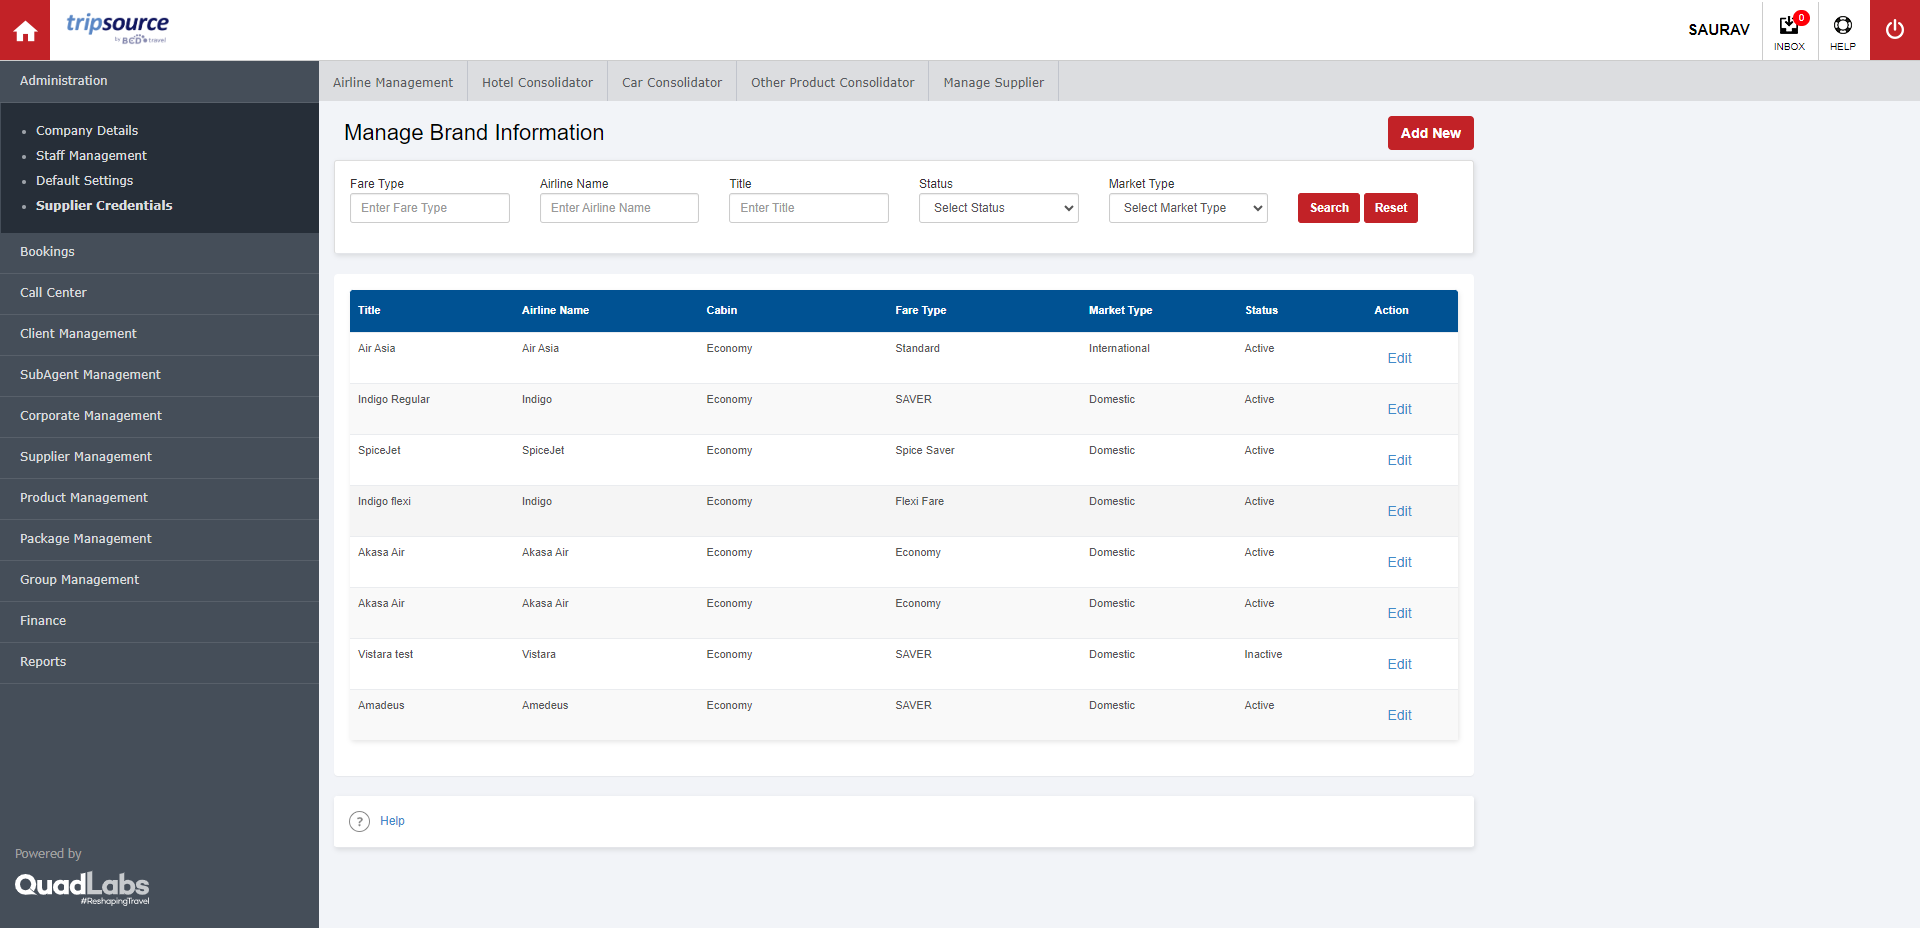 tripsource
by BCD travel
SAURAV
0
INBOX
HELP
Administration
Company Details
Staff Management
Default Settings
Supplier Credentials
Bookings
Call Center
Client Management
SubAgent Management
Corporate Management
Supplier Management
Product Management
Package Management
Group Management
Finance
Reports
Powered by
QuadLabs
#ReshapingTravel
Airline Management Hotel Consolidator Car Consolidator Other Product Consolidator Manage Supplier
Manage Brand Information
Add New
Fare Type Airline Name Title Status Market Type
Enter Fare Type Enter Airline Name Enter Title Select Status Select Market Type Search Reset
Title Airline Name Cabin Fare Type Market Type Status Action
Air Asia Air Asia Economy Standard International Active Edit
Indigo Regular Indigo Economy SAVER Domestic Active Edit
SpiceJet SpiceJet Economy Spice Saver Domestic Active Edit
Indigo flexi Indigo Economy Flexi Fare Domestic Active Edit
Akasa Air Akasa Air Economy Economy Domestic Active Edit
Akasa Air Akasa Air Economy Economy Domestic Active Edit
Vistara test Vistara Economy SAVER Domestic Inactive Edit
Amadeus Amedeus Economy SAVER Domestic Active Edit
? Help